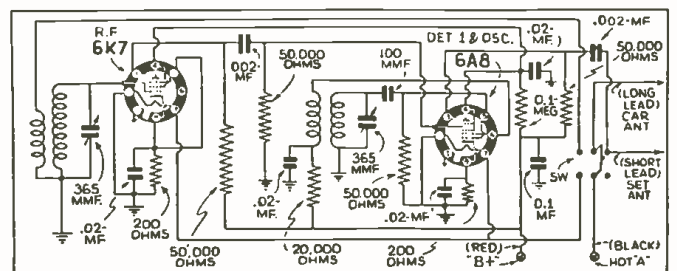 R.F
6K7
.002-MF.
50,000 OHMS
100 MMF.
DET 1 & OSC.
6A8
.02-MF.
.002-MF
50,000 OHMS
(LONG LEAD) CAR ANT
0.1-MEG.
(SHORT LEAD) SET ANT
SW
0.1 MF
365 MMF.
.02-MF.
200 OHMS
50,000 OHMS
.02-MF.
20,000 OHMS
365 MMF.
50,000 OHMS
.02-MF.
200 OHMS
(RED) "B+"
(BLACK) HOT "A"